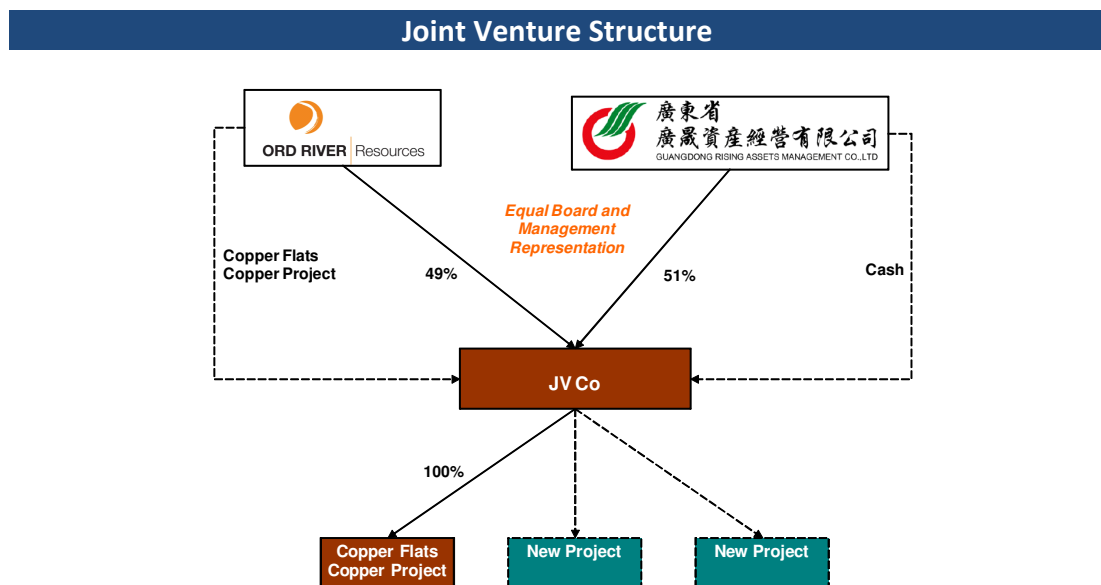 Joint Venture Structure
ORD RIVER Resources
廣東省
廣晟資産經營有限公司
GUANGDONG RISING ASSETS MANAGEMENT CO.,LTD
Equal Board and
Management
Representation
Copper Flats
Copper Project
49%
51%
Cash
JV Co
100%
Copper Flats
Copper Project
New Project
New Project